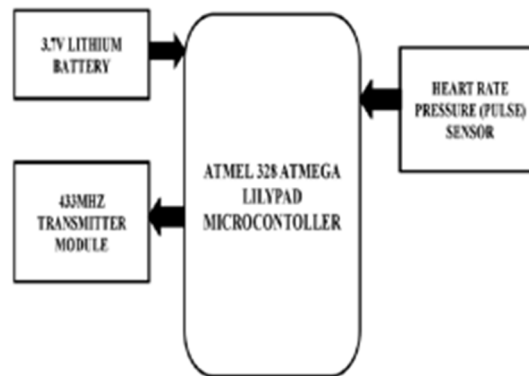 3.7V LITHIUM
BATTERY
HEART RATE
PRESSURE (PULSE)
SENSOR
433MHZ
TRANSMITTER
MODULE
ATMEL 328 ATMEGA
LILYPAD
MICROCONTOLLER